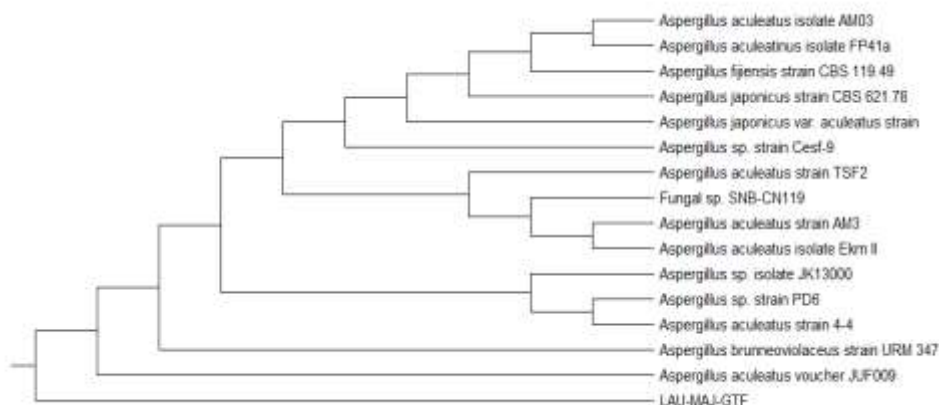 Aspergillus aculeatus isolate AM03
Aspergillus aculeatinus isolate FP41a
Aspergillus fijiensis strain CBS 119.49
Aspergillus japonicus strain CBS 621.78
Aspergillus japonicus var. aculeatus strain
Aspergillus sp. strain Cesf-9
Aspergillus aculeatus strain TSF2
Fungal sp. SNB-CN119
Aspergillus aculeatus strain AM3
Aspergillus aculeatus isolate Ekm II
Aspergillus sp. isolate JK13000
Aspergillus sp. strain PD6
Aspergillus aculeatus strain 4-4
Aspergillus brunneoviolaceus strain URM 347
Aspergillus aculeatus voucher JUF009
LAU-MAJ-GTF